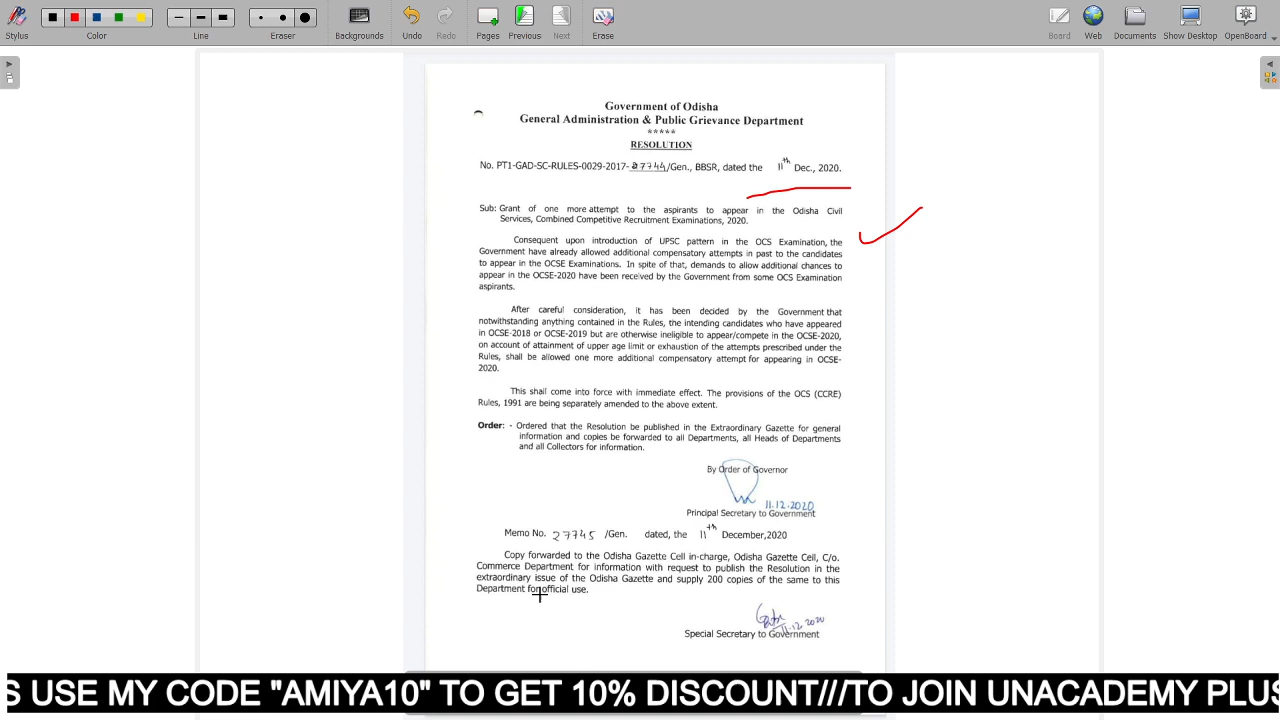 Stylus
Color
Line
Eraser
Backgrounds
Undo
Redo
Pages
Previous
Next
Erase
Board
Web
Documents
Show Desktop
OpenBoard
Government of Odisha
General Administration & Public Grievance Department
*****
RESOLUTION
No. PT1-GAD-SC-RULES-0029-2017-27744/Gen., BBSR, dated the 11th Dec., 2020.
Sub: Grant of one more attempt to the aspirants to appear in the Odisha Civil
Services, Combined Competitive Recruitment Examinations, 2020.
Consequent upon introduction of UPSC pattern in the OCS Examination, the
Government have already allowed additional compensatory attempts in past to the candidates
to appear in the OCSE Examinations. In spite of that, demands to allow additional chances to
appear in the OCSE-2020 have been received by the Government from some OCS Examination
aspirants.
After careful consideration, it has been decided by the Government that
notwithstanding anything contained in the Rules, the intending candidates who have appeared
in OCSE-2018 or OCSE-2019 but are otherwise ineligible to appear/compete in the OCSE-2020,
on account of attainment of upper age limit or exhaustion of the attempts prescribed under the
Rules, shall be allowed one more additional compensatory attempt for appearing in OCSE-
2020.
This shall come into force with immediate effect. The provisions of the OCS (CCRE)
Rules, 1991 are being separately amended to the above extent.
Order: - Ordered that the Resolution be published in the Extraordinary Gazette for general
information and copies be forwarded to all Departments, all Heads of Departments
and all Collectors for information.
By Order of Governor
11.12.2020
Principal Secretary to Government
Memo No. 27745 /Gen. dated, the 11th December,2020
Copy forwarded to the Odisha Gazette Cell in-charge, Odisha Gazette Cell, C/o.
Commerce Department for information with request to publish the Resolution in the
extraordinary issue of the Odisha Gazette and supply 200 copies of the same to this
Department for official use.
11.12.2020
Special Secretary to Government
S USE MY CODE "AMIYA10" TO GET 10% DISCOUNT///TO JOIN UNACADEMY PLUS